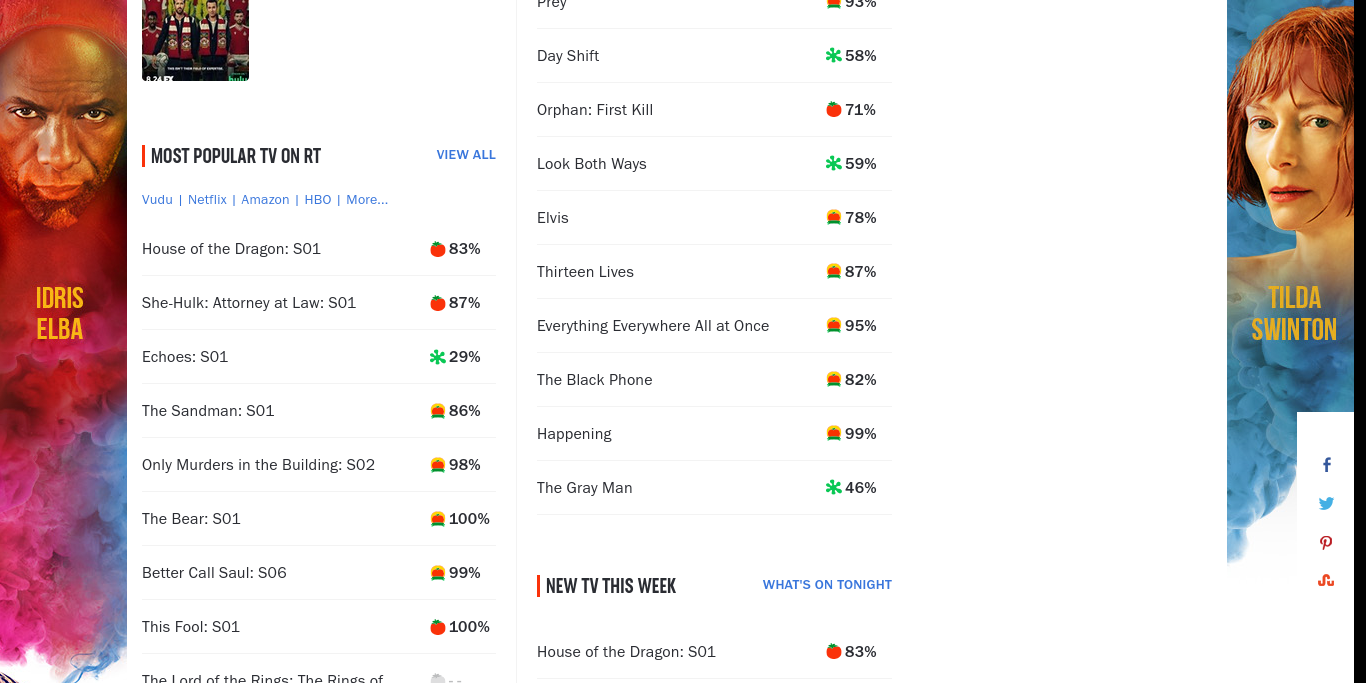 THIS ISN'T THEIR FIELD OF EXPERTISE.
8.24 FX
hulu
MOST POPULAR TV ON RT
VIEW ALL
Vudu | Netflix | Amazon | HBO | More...
House of the Dragon: S01 83%
She-Hulk: Attorney at Law: S01 87%
Echoes: S01 29%
The Sandman: S01 86%
Only Murders in the Building: S02 98%
The Bear: S01 100%
Better Call Saul: S06 99%
This Fool: S01 100%
The Lord of the Rings: The Rings of - -
Prey 93%
Day Shift 58%
Orphan: First Kill 71%
Look Both Ways 59%
Elvis 78%
Thirteen Lives 87%
Everything Everywhere All at Once 95%
The Black Phone 82%
Happening 99%
The Gray Man 46%
NEW TV THIS WEEK
WHAT'S ON TONIGHT
House of the Dragon: S01 83%
IDRIS
ELBA
TILDA
SWINTON